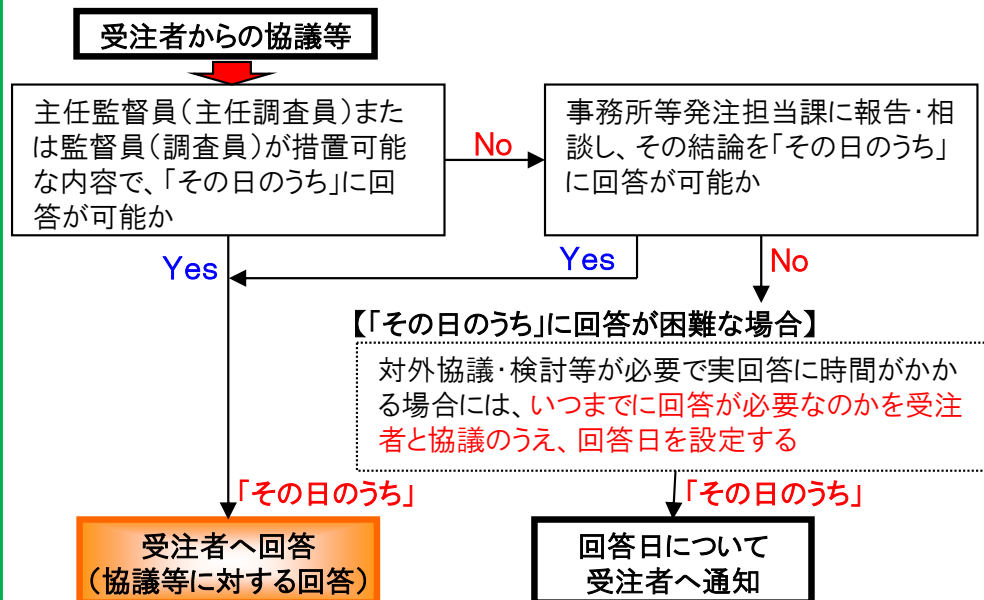 受注者からの協議等
主任監督員(主任調査員)また
は監督員(調査員)が措置可能
な内容で、「その日のうち」に回
答が可能か
No
事務所等発注担当課に報告・相
談し、その結論を「その日のうち」
に回答が可能か
Yes
Yes
No
【「その日のうち」に回答が困難な場合】
対外協議・検討等が必要で実回答に時間がかか
る場合には、いつまでに回答が必要なのかを受注
者と協議のうえ、回答日を設定する
「その日のうち」
「その日のうち」
受注者へ回答
(協議等に対する回答)
回答日について
受注者へ通知